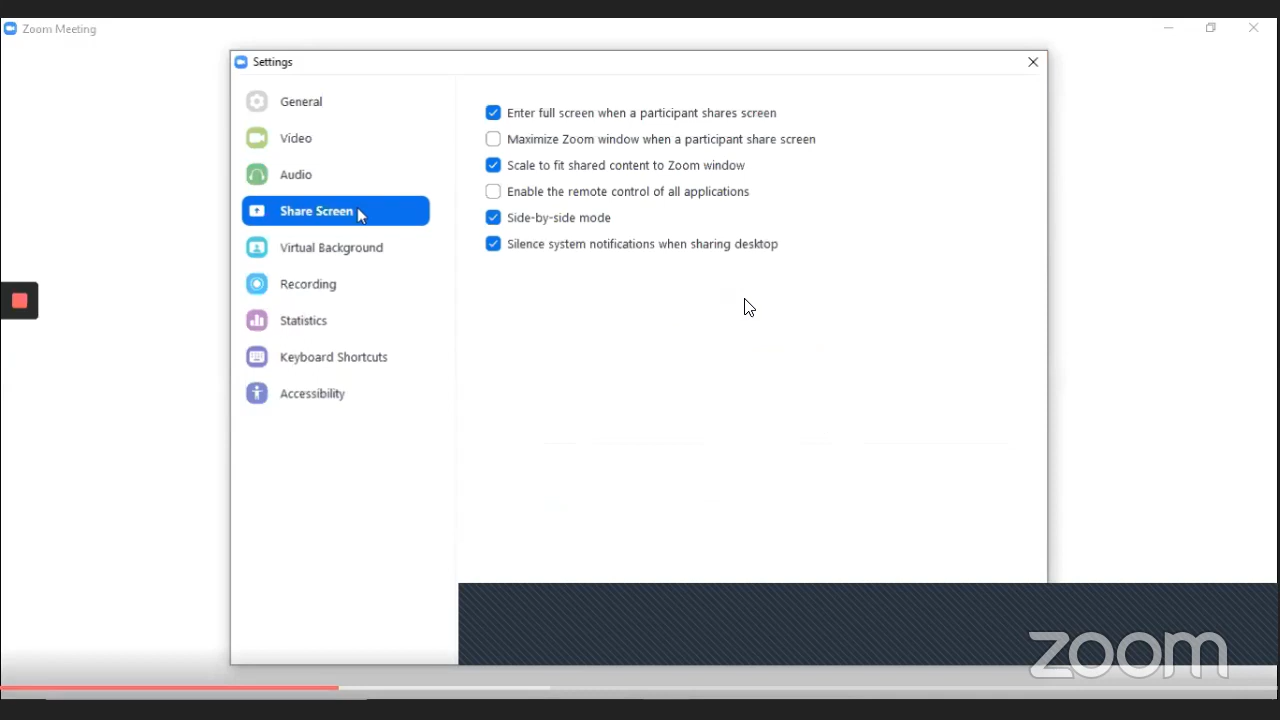 Zoom Meeting
Settings
General
Video
Audio
Share Screen
Virtual Background
Recording
Statistics
Keyboard Shortcuts
Accessibility
Enter full screen when a participant shares screen
Maximize Zoom window when a participant share screen
Scale to fit shared content to Zoom window
Enable the remote control of all applications
Side-by-side mode
Silence system notifications when sharing desktop
zoom